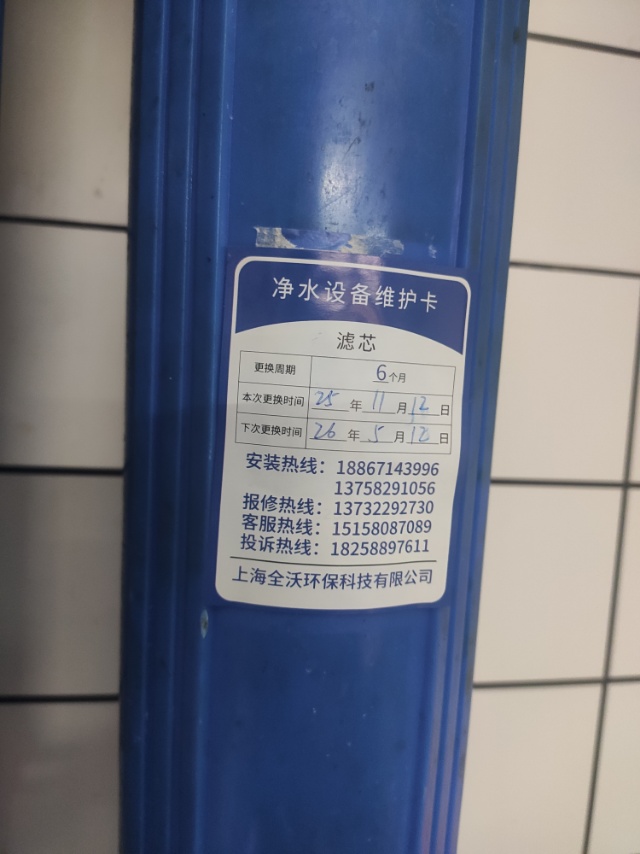 净水设备维护卡
滤芯
更换周期 6个月
本次更换时间 25年11月12日
下次更换时间 26年5月12日
安装热线：18867143996
13758291056
报修热线：13732292730
客服热线：15158087089
投诉热线：18258897611
上海全沃环保科技有限公司